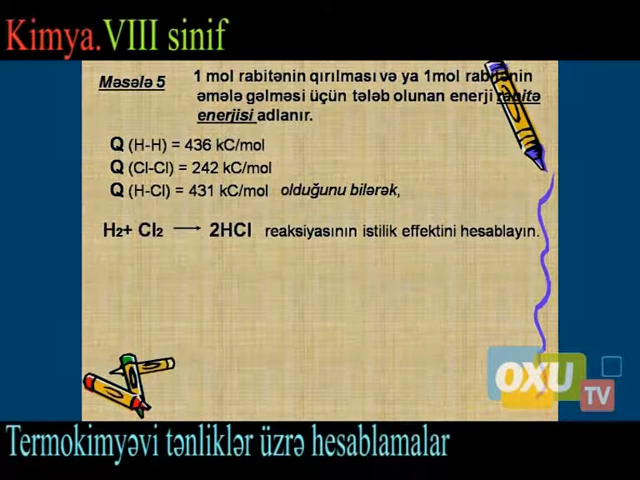 Kimya.VIII sinif
Məsələ 5
1 mol rabitənin qırılması və ya 1mol rabitənin
əmələ gəlməsi üçün tələb olunan enerji rabitə
enerjisi adlanır.
Q (H-H) = 436 kC/mol
Q (Cl-Cl) = 242 kC/mol
Q (H-Cl) = 431 kC/mol olduğunu bilərək,
H2+ Cl2 → 2HCl reaksiyasının istilik effektini hesablayın.
OXU
TV
Termokimyəvi tənliklər üzrə hesablamalar